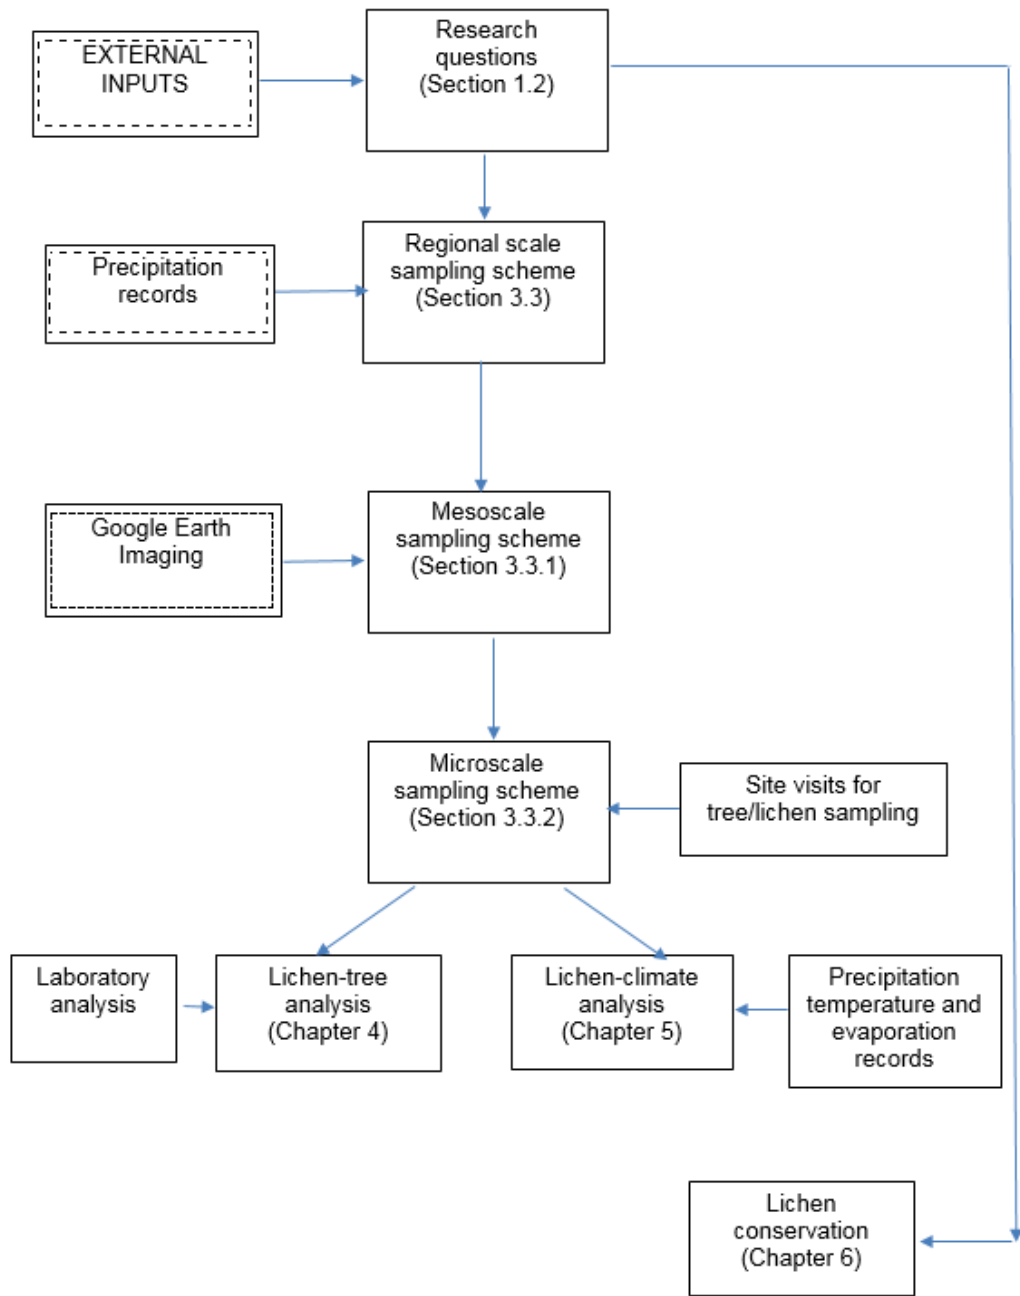 EXTERNAL
INPUTS
Research
questions
(Section 1.2)
Precipitation
records
Regional scale
sampling scheme
(Section 3.3)
Google Earth
Imaging
Mesoscale
sampling scheme
(Section 3.3.1)
Microscale
sampling scheme
(Section 3.3.2)
Site visits for
tree/lichen sampling
Laboratory
analysis
Lichen-tree
analysis
(Chapter 4)
Lichen-climate
analysis
(Chapter 5)
Precipitation
temperature and
evaporation
records
Lichen
conservation
(Chapter 6)